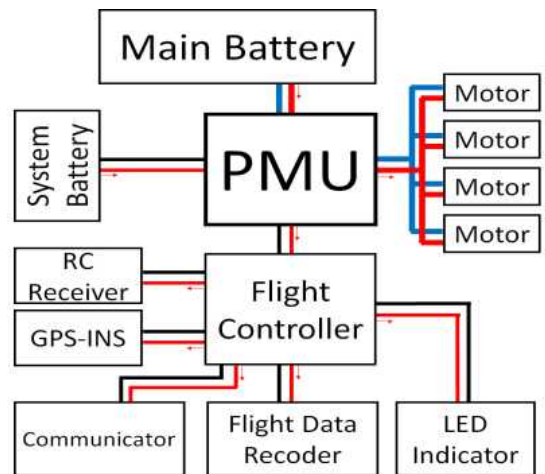 Main Battery
System
Battery
PMU
Motor
Motor
Motor
Motor
RC
Receiver
GPS-INS
Flight
Controller
Communicator
Flight Data
Recoder
LED
Indicator